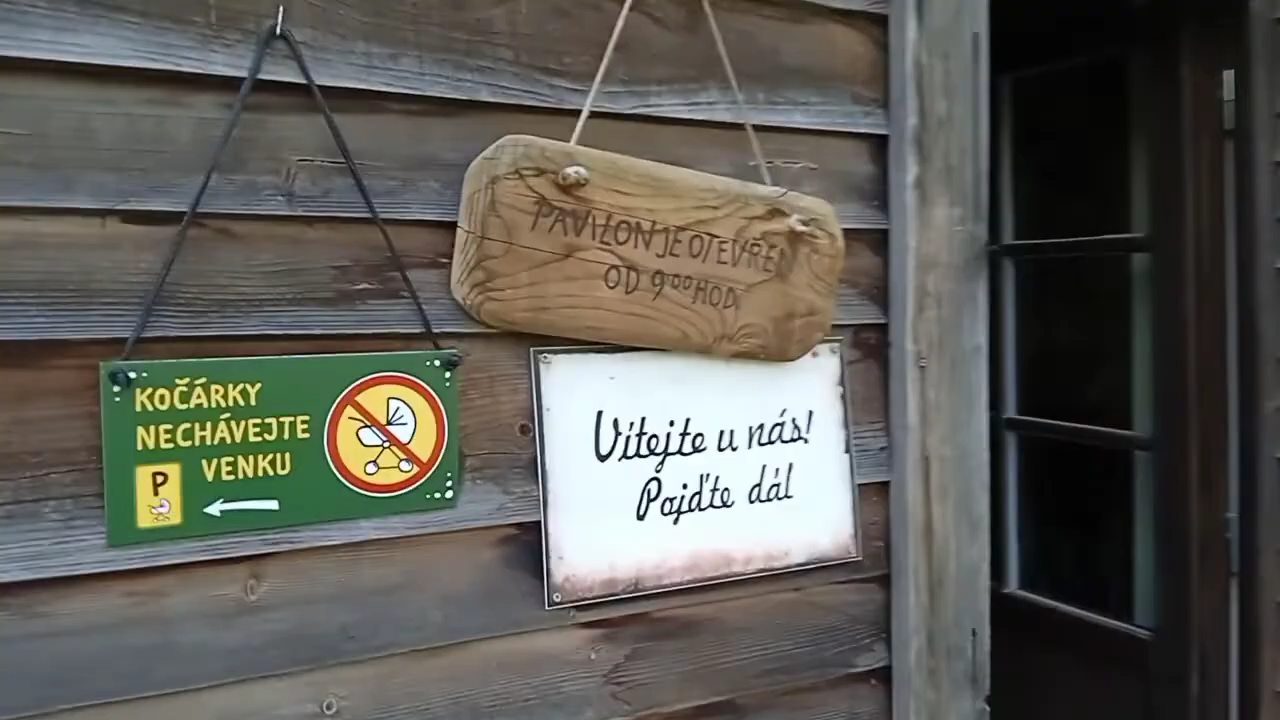 KOČÁRKY
NECHÁVEJTE
VENKU
P
PAVILON JE OTEVŘEN
OD 9⁰⁰ HOD.
Vítejte u nás!
Pojďte dál